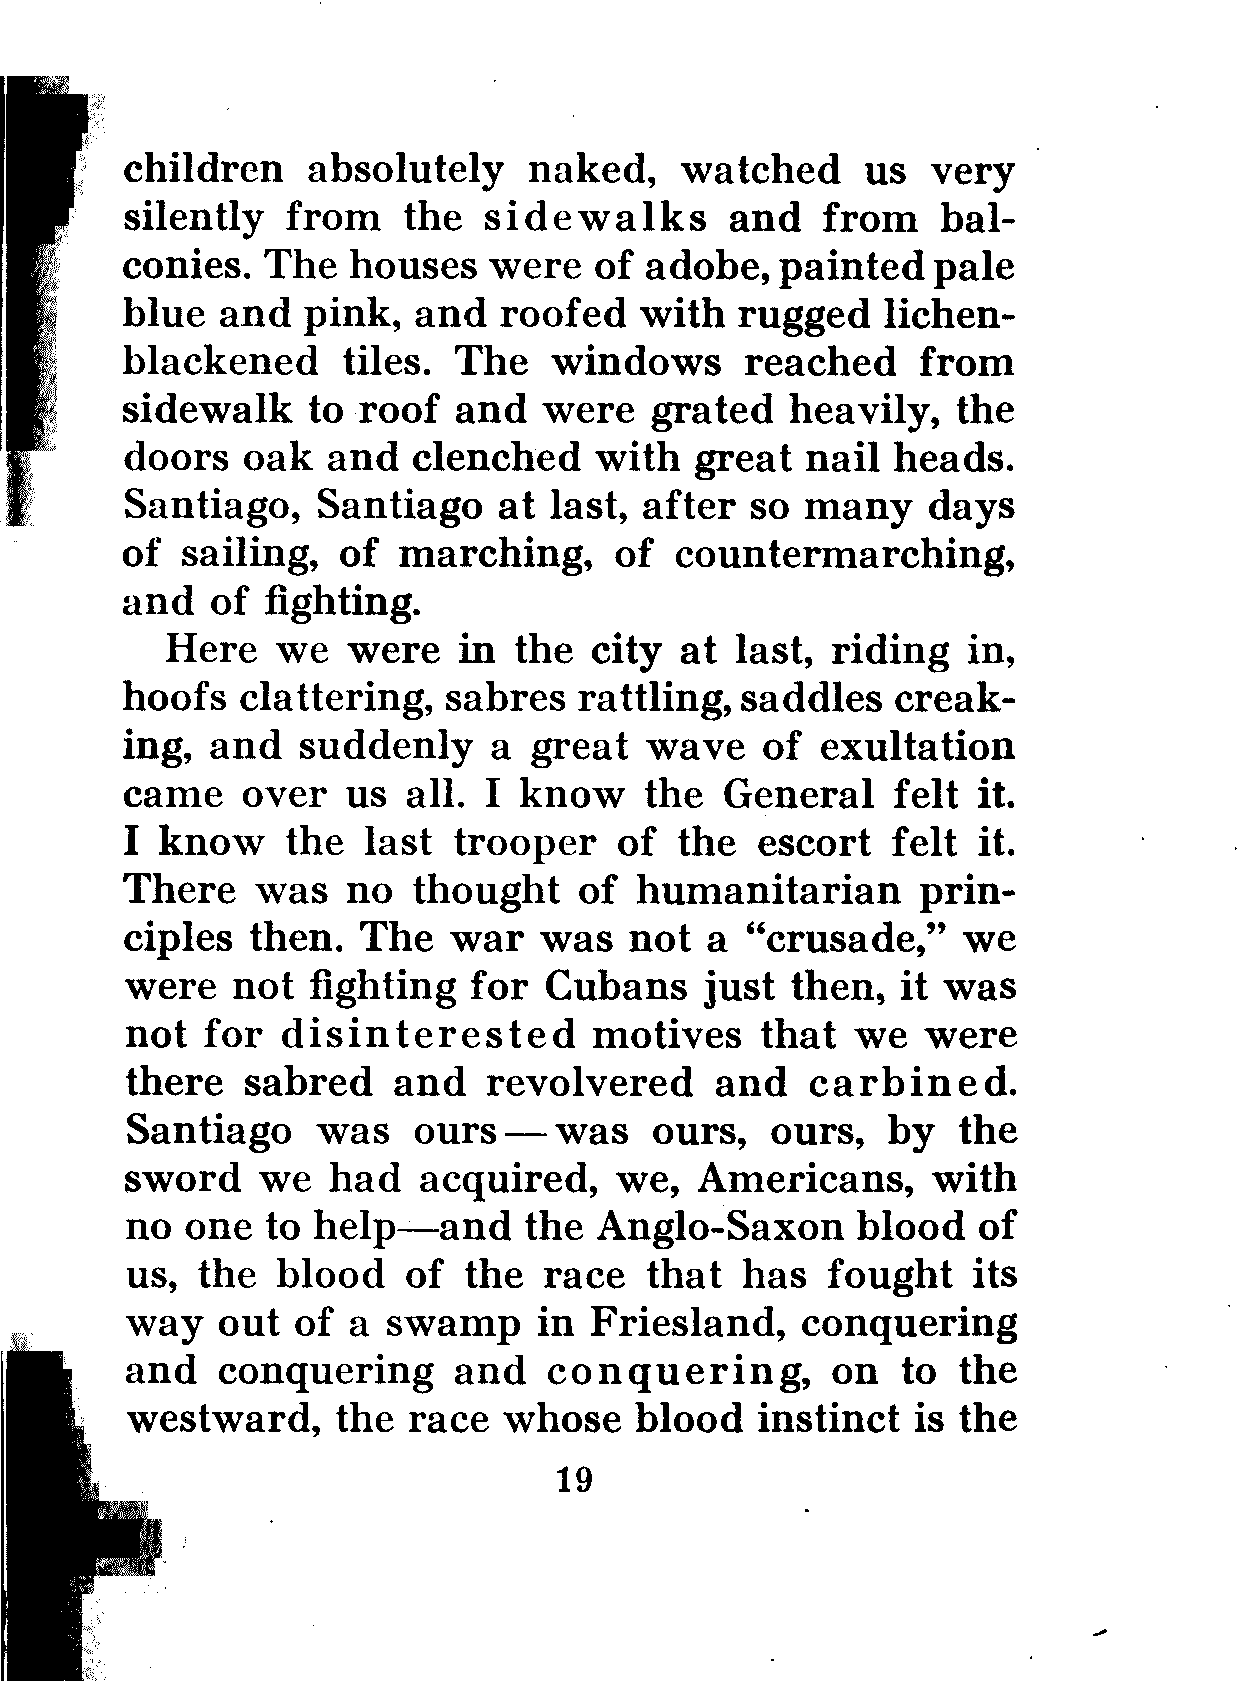 children absolutely naked, watched us very
silently from the sidewalks and from bal-
conies. The houses were of adobe, painted pale
blue and pink, and roofed with rugged lichen-
blackened tiles. The windows reached from
sidewalk to roof and were grated heavily, the
doors oak and clenched with great nail heads.
Santiago, Santiago at last, after so many days
of sailing, of marching, of countermarching,
and of fighting.
Here we were in the city at last, riding in,
hoofs clattering, sabres rattling, saddles creak-
ing, and suddenly a great wave of exultation
came over us all. I know the General felt it.
I know the last trooper of the escort felt it.
There was no thought of humanitarian prin-
ciples then. The war was not a “crusade,” we
were not fighting for Cubans just then, it was
not for disinterested motives that we were
there sabred and revolvered and carbined.
Santiago was ours—was ours, ours, by the
sword we had acquired, we, Americans, with
no one to help—and the Anglo-Saxon blood of
us, the blood of the race that has fought its
way out of a swamp in Friesland, conquering
and conquering and conquering, on to the
westward, the race whose blood instinct is the
19